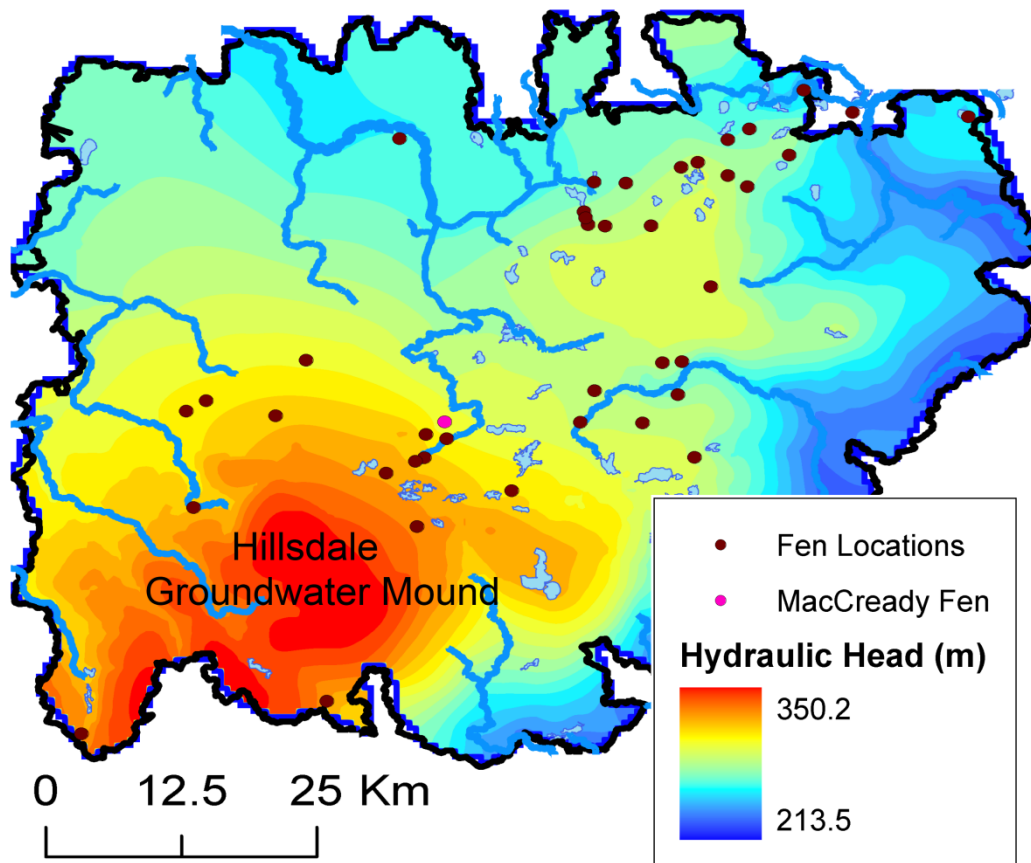 Hillsdale
Groundwater Mound
Fen Locations
MacCready Fen
Hydraulic Head (m)
350.2
213.5
0 12.5 25 Km